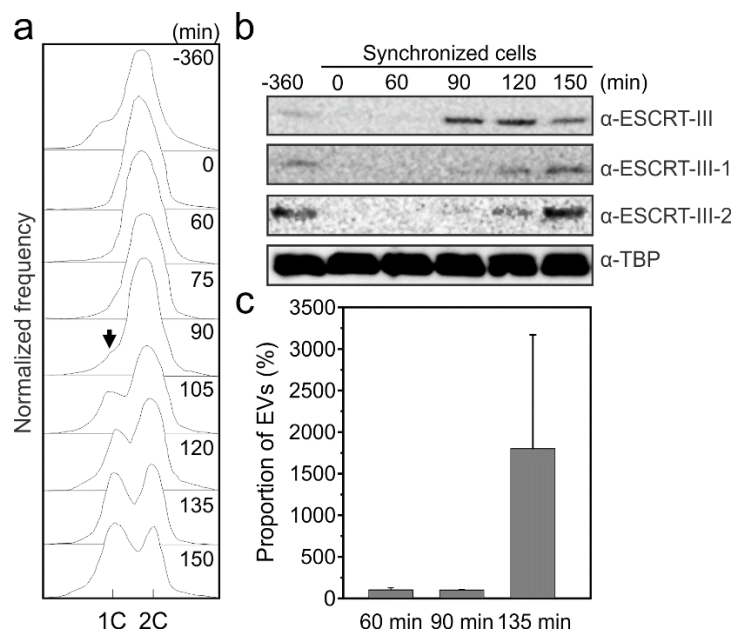 a
(min)
-360
0
60
75
90
105
120
135
150
Normalized frequency
1C 2C
b
Synchronized cells
-360 0 60 90 120 150 (min)
α-ESCRT-III
α-ESCRT-III-1
α-ESCRT-III-2
α-TBP
c
Proportion of EVs (%)
3500
3000
2500
2000
1500
1000
500
0
60 min 90 min 135 min